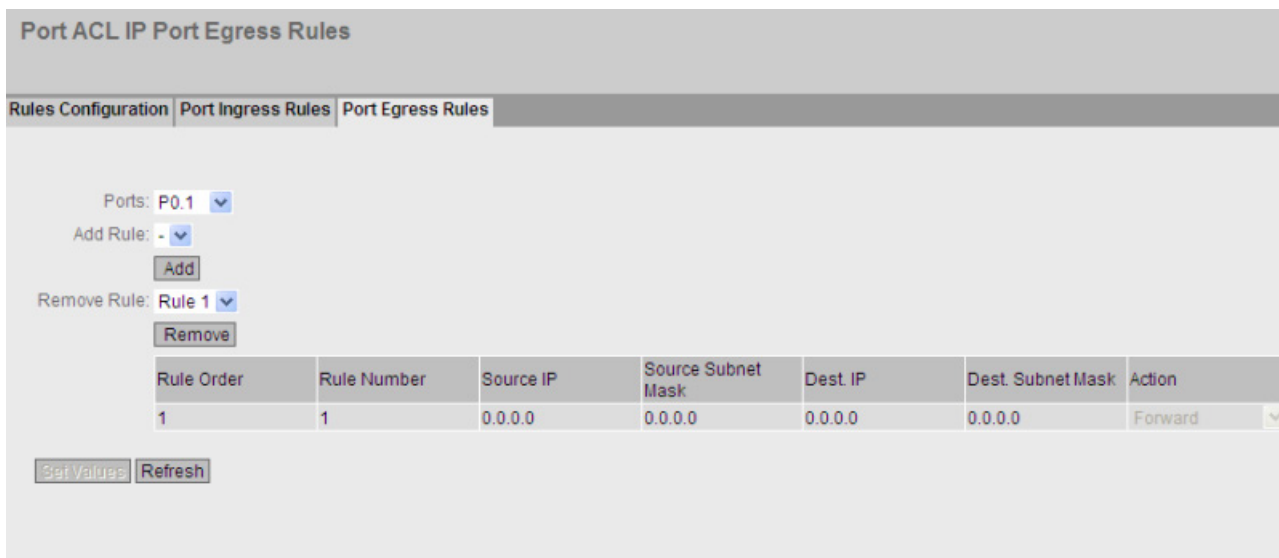 Port ACL IP Port Egress Rules
Rules Configuration Port Ingress Rules Port Egress Rules
Ports: P0.1
Add Rule: -
Add
Remove Rule: Rule 1
Remove
Rule Order Rule Number Source IP Source Subnet Mask Dest. IP Dest. Subnet Mask Action
1 1 0.0.0.0 0.0.0.0 0.0.0.0 0.0.0.0 Forward
Set Values Refresh